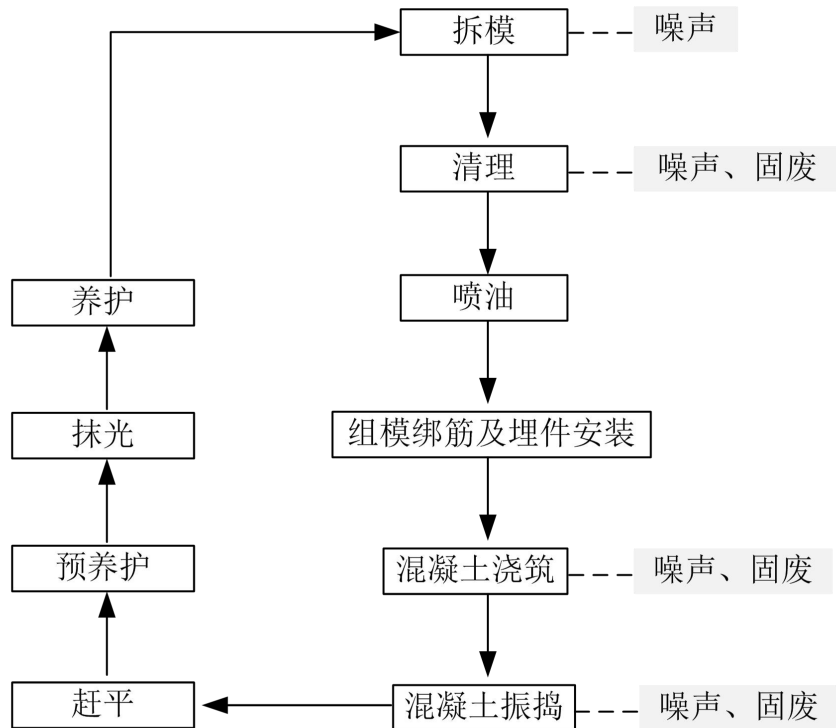 拆模
噪声
清理
噪声、固废
喷油
养护
组模绑筋及埋件安装
抹光
混凝土浇筑
噪声、固废
预养护
混凝土振捣
噪声、固废
赶平